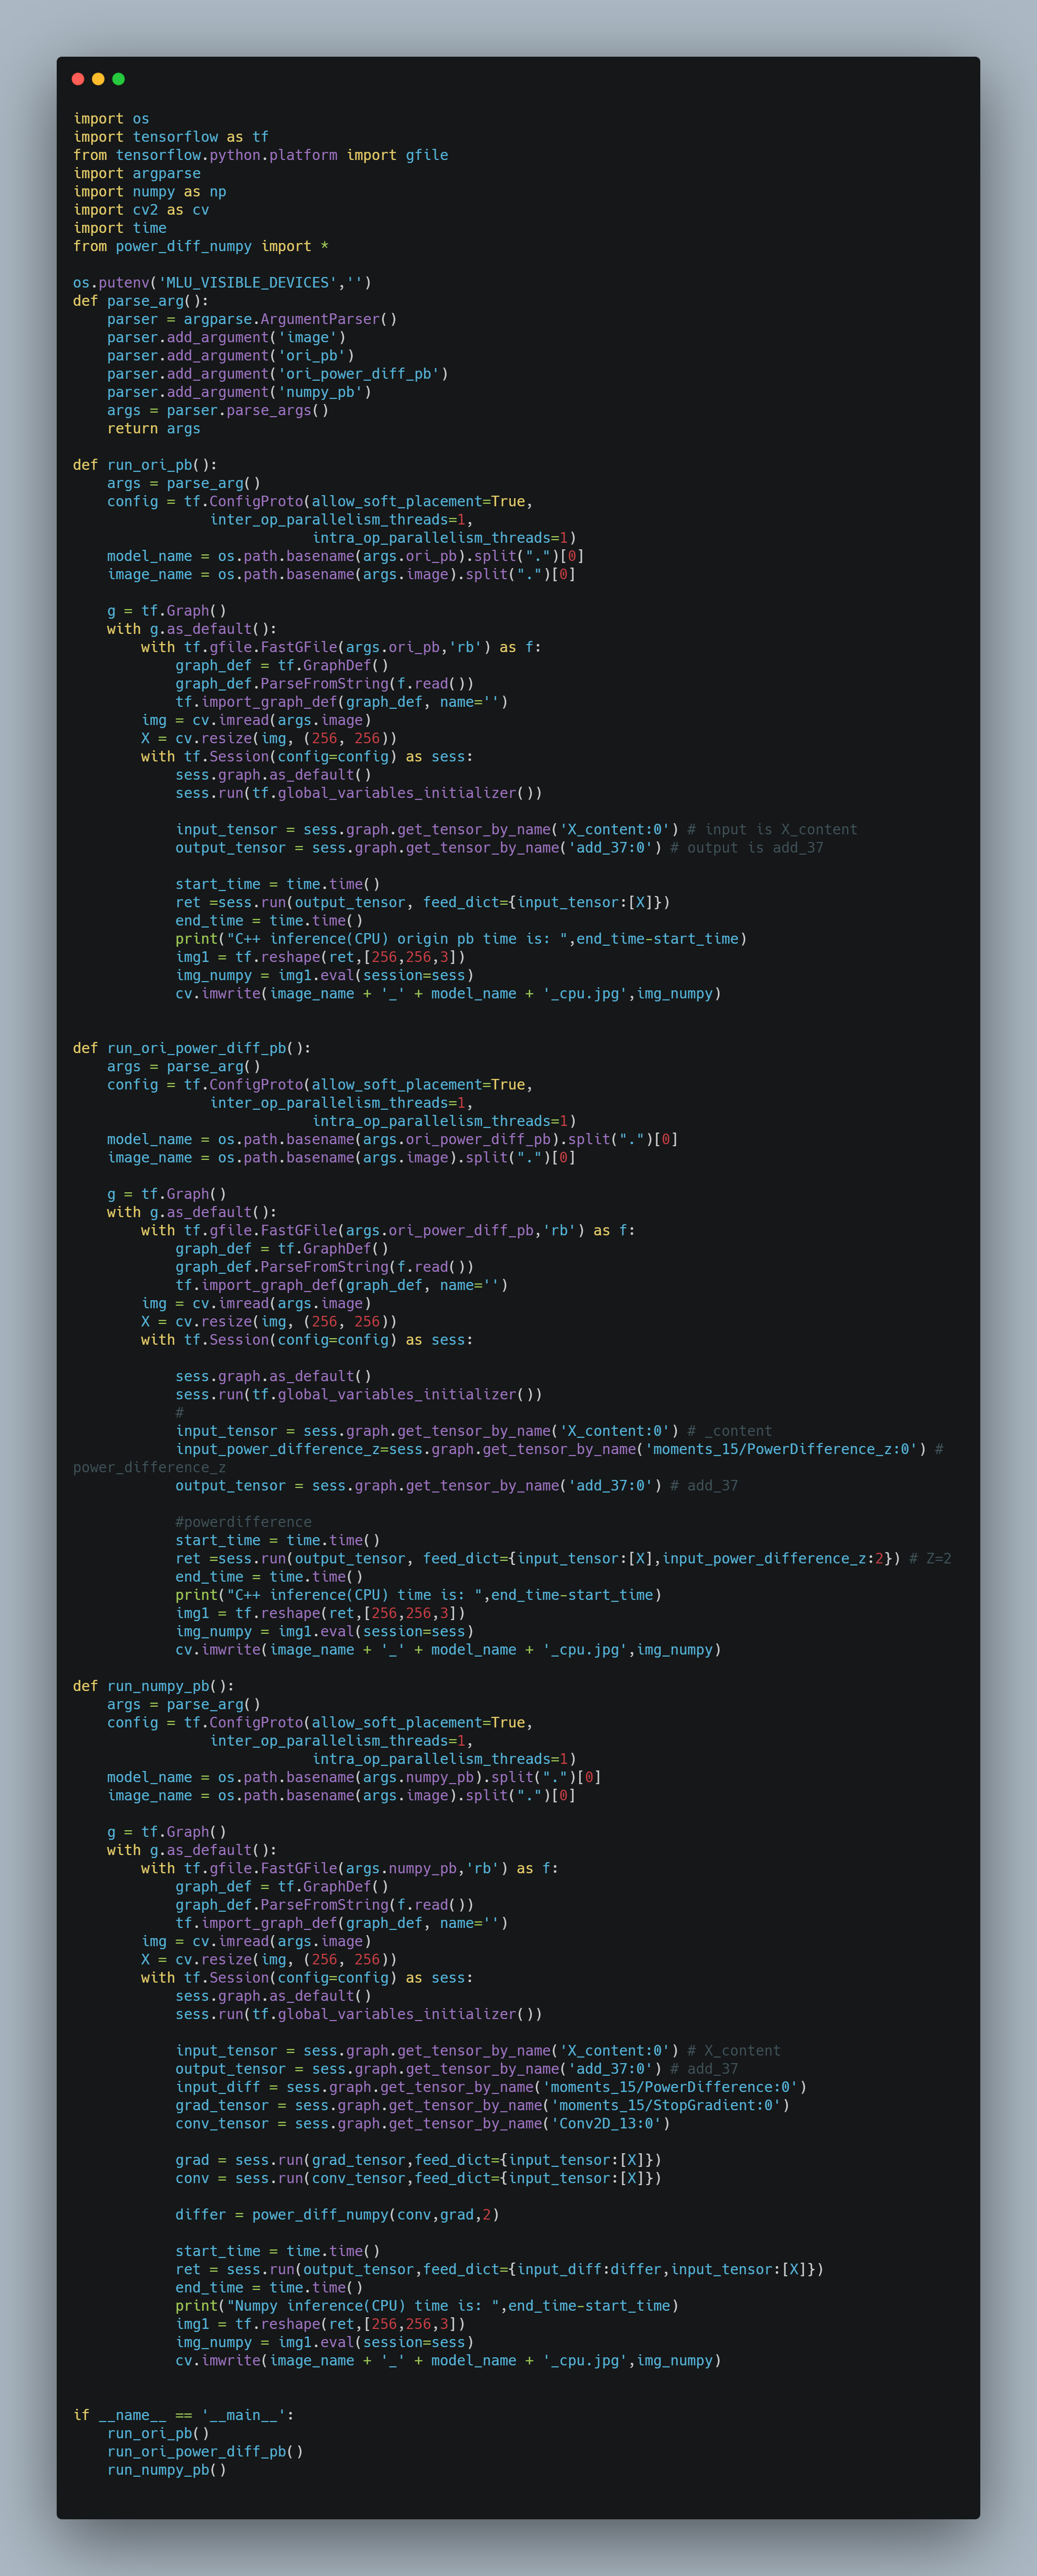 import os
import tensorflow as tf
from tensorflow.python.platform import gfile
import argparse
import numpy as np
import cv2 as cv
import time
from power_diff_numpy import *

os.putenv('MLU_VISIBLE_DEVICES','')
def parse_arg():
    parser = argparse.ArgumentParser()
    parser.add_argument('image')
    parser.add_argument('ori_pb')
    parser.add_argument('ori_power_diff_pb')
    parser.add_argument('numpy_pb')
    args = parser.parse_args()
    return args

def run_ori_pb():
    args = parse_arg()
    config = tf.ConfigProto(allow_soft_placement=True,
                inter_op_parallelism_threads=1,
                            intra_op_parallelism_threads=1)
    model_name = os.path.basename(args.ori_pb).split(".")[0]
    image_name = os.path.basename(args.image).split(".")[0]

    g = tf.Graph()
    with g.as_default():
        with tf.gfile.FastGFile(args.ori_pb,'rb') as f:
            graph_def = tf.GraphDef()
            graph_def.ParseFromString(f.read())
            tf.import_graph_def(graph_def, name='')
        img = cv.imread(args.image)
        X = cv.resize(img, (256, 256))
        with tf.Session(config=config) as sess:
            sess.graph.as_default()
            sess.run(tf.global_variables_initializer())

            input_tensor = sess.graph.get_tensor_by_name('X_content:0') # input is X_content
            output_tensor = sess.graph.get_tensor_by_name('add_37:0') # output is add_37

            start_time = time.time()
            ret =sess.run(output_tensor, feed_dict={input_tensor:[X]})
            end_time = time.time()
            print("C++ inference(CPU) origin pb time is: ",end_time-start_time)
            img1 = tf.reshape(ret,[256,256,3])
            img_numpy = img1.eval(session=sess)
            cv.imwrite(image_name + '_' + model_name + '_cpu.jpg',img_numpy)


def run_ori_power_diff_pb():
    args = parse_arg()
    config = tf.ConfigProto(allow_soft_placement=True,
                inter_op_parallelism_threads=1,
                            intra_op_parallelism_threads=1)
    model_name = os.path.basename(args.ori_power_diff_pb).split(".")[0]
    image_name = os.path.basename(args.image).split(".")[0]

    g = tf.Graph()
    with g.as_default():
        with tf.gfile.FastGFile(args.ori_power_diff_pb,'rb') as f:
            graph_def = tf.GraphDef()
            graph_def.ParseFromString(f.read())
            tf.import_graph_def(graph_def, name='')
        img = cv.imread(args.image)
        X = cv.resize(img, (256, 256))
        with tf.Session(config=config) as sess:

            sess.graph.as_default()
            sess.run(tf.global_variables_initializer())
            #
            input_tensor = sess.graph.get_tensor_by_name('X_content:0') # _content
            input_power_difference_z=sess.graph.get_tensor_by_name('moments_15/PowerDifference_z:0') #
power_difference_z
            output_tensor = sess.graph.get_tensor_by_name('add_37:0') # add_37

            #powerdifference
            start_time = time.time()
            ret =sess.run(output_tensor, feed_dict={input_tensor:[X],input_power_difference_z:2}) # Z=2
            end_time = time.time()
            print("C++ inference(CPU) time is: ",end_time-start_time)
            img1 = tf.reshape(ret,[256,256,3])
            img_numpy = img1.eval(session=sess)
            cv.imwrite(image_name + '_' + model_name + '_cpu.jpg',img_numpy)

def run_numpy_pb():
    args = parse_arg()
    config = tf.ConfigProto(allow_soft_placement=True,
                inter_op_parallelism_threads=1,
                            intra_op_parallelism_threads=1)
    model_name = os.path.basename(args.numpy_pb).split(".")[0]
    image_name = os.path.basename(args.image).split(".")[0]

    g = tf.Graph()
    with g.as_default():
        with tf.gfile.FastGFile(args.numpy_pb,'rb') as f:
            graph_def = tf.GraphDef()
            graph_def.ParseFromString(f.read())
            tf.import_graph_def(graph_def, name='')
        img = cv.imread(args.image)
        X = cv.resize(img, (256, 256))
        with tf.Session(config=config) as sess:
            sess.graph.as_default()
            sess.run(tf.global_variables_initializer())

            input_tensor = sess.graph.get_tensor_by_name('X_content:0') # X_content
            output_tensor = sess.graph.get_tensor_by_name('add_37:0') # add_37
            input_diff = sess.graph.get_tensor_by_name('moments_15/PowerDifference:0')
            grad_tensor = sess.graph.get_tensor_by_name('moments_15/StopGradient:0')
            conv_tensor = sess.graph.get_tensor_by_name('Conv2D_13:0')

            grad = sess.run(grad_tensor,feed_dict={input_tensor:[X]})
            conv = sess.run(conv_tensor,feed_dict={input_tensor:[X]})

            differ = power_diff_numpy(conv,grad,2)

            start_time = time.time()
            ret = sess.run(output_tensor,feed_dict={input_diff:differ,input_tensor:[X]})
            end_time = time.time()
            print("Numpy inference(CPU) time is: ",end_time-start_time)
            img1 = tf.reshape(ret,[256,256,3])
            img_numpy = img1.eval(session=sess)
            cv.imwrite(image_name + '_' + model_name + '_cpu.jpg',img_numpy)


if __name__ == '__main__':
    run_ori_pb()
    run_ori_power_diff_pb()
    run_numpy_pb()